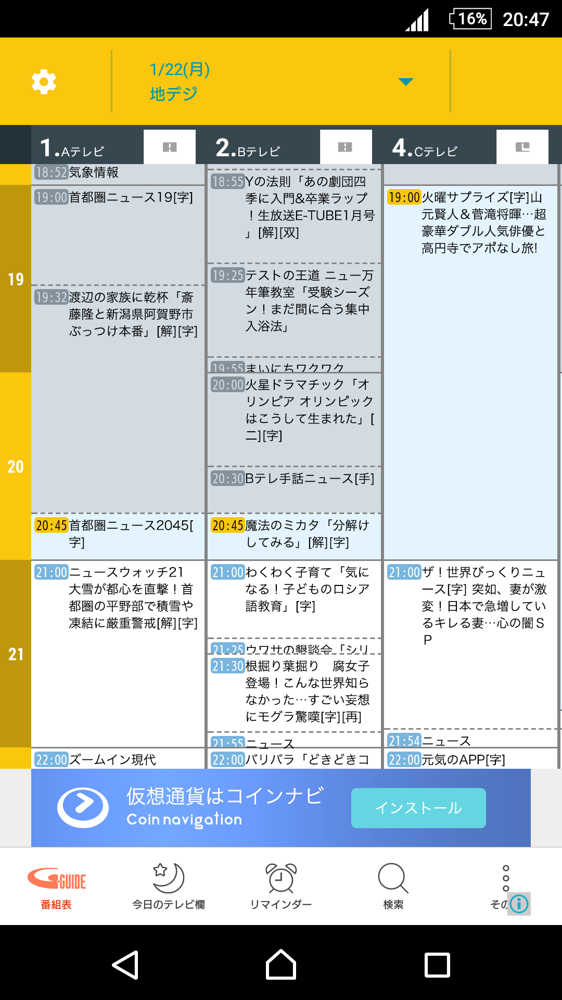 16% 20:47
1/22(月)
地デジ
1.Aテレビ
2.Bテレビ
4.Cテレビ
19
20
21
18:52 気象情報
19:00 首都圏ニュース19[字]
19:32 渡辺の家族に乾杯「斎
藤隆と新潟県阿賀野市
ぶっつけ本番」[解][字]
20:45 首都圏ニュース2045[
字]
21:00 ニュースウォッチ21
大雪が都心を直撃！首
都圏の平野部で積雪や
凍結に厳重警戒[解][字]
22:00 ズームイン現代
18:55 Yの法則「あの劇団四
季に入門&卒業ラップ
！生放送E-TUBE1月号
」[解][双]
19:25 テストの王道 ニュー万
年筆教室「受験シーズ
ン！まだ間に合う集中
入浴法」
19:55 まいにちワクワク
20:00 火星ドラマチック「オ
リンピア オリンピック
はこうして生まれた」[
二][字]
20:30 Bテレ手話ニュース[手]
20:45 魔法のミカタ「分解け
してみる」[解][字]
21:00 わくわく子育て「気に
なる！子どものロシア
語教育」[字]
21:25 ウワサの懇談会「シリ
21:30 根掘り葉掘り　腐女子
登場！こんな世界知ら
なかった…すごい妄想
にモグラ驚嘆[字][再]
21:55 ニュース
22:00 バリバラ「どきどきコ
19:00 火曜サプライズ[字]山
元賢人＆菅滝将暉…超
豪華ダブル人気俳優と
高円寺でアポなし旅!
21:00 ザ！世界びっくりニュ
ース[字] 突如、妻が激
変！日本で急増してい
るキレる妻…心の闇Ｓ
Ｐ
21:54 ニュース
22:00 元気のAPP[字]
仮想通貨はコインナビ
Coin navigation
インストール
G-GUIDE
番組表
今日のテレビ欄
リマインダー
検索
その